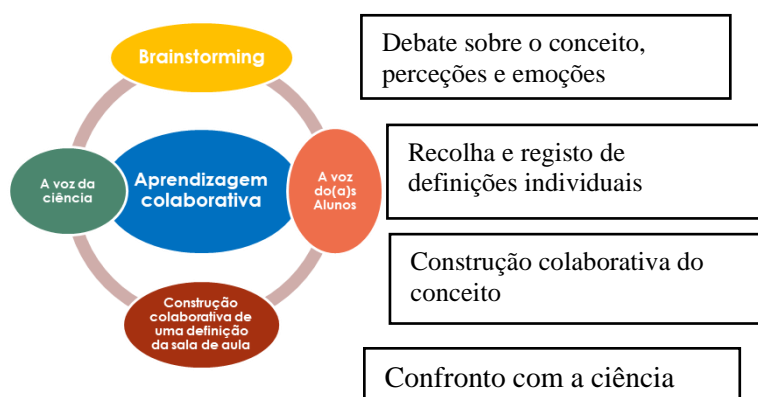 Brainstorming
Debate sobre o conceito,
perceções e emoções
A voz da
ciência
Aprendizagem
colaborativa
A voz
do(a)s
Alunos
Recolha e registo de
definições individuais
Construção colaborativa do
conceito
Construção
colaborativa de
uma definição
da sala de aula
Confronto com a ciência